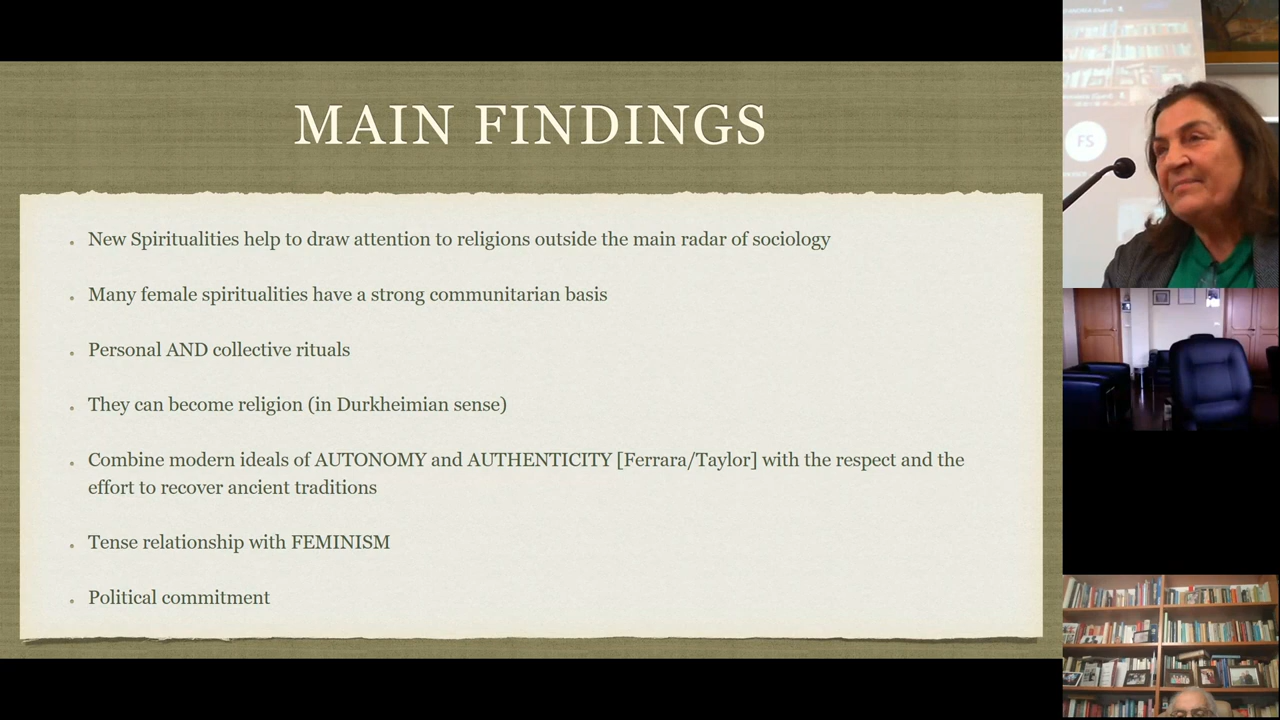 MAIN FINDINGS
New Spiritualities help to draw attention to religions outside the main radar of sociology
Many female spiritualities have a strong communitarian basis
Personal AND collective rituals
They can become religion (in Durkheimian sense)
Combine modern ideals of AUTONOMY and AUTHENTICITY [Ferrara/Taylor] with the respect and the
effort to recover ancient traditions
Tense relationship with FEMINISM
Political commitment
FS